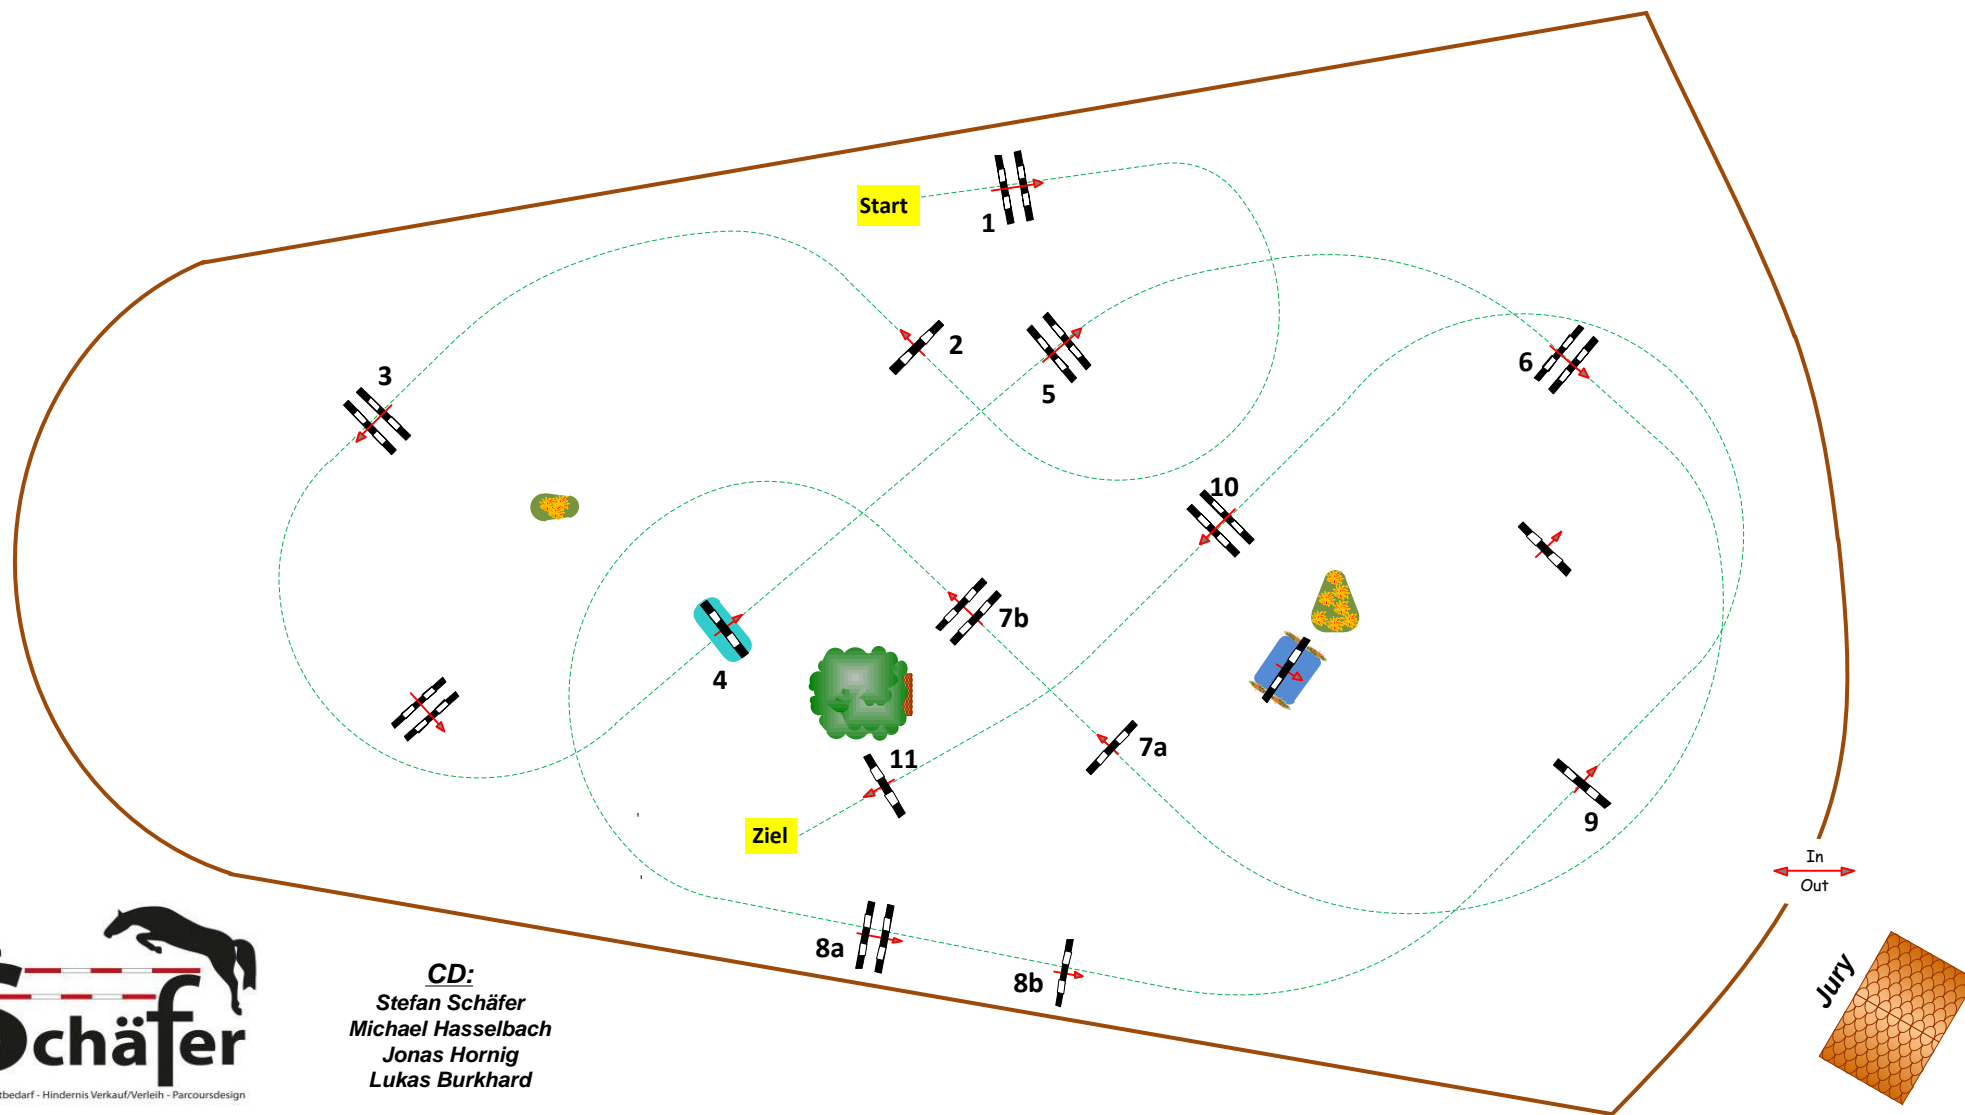 Start
1
2
3
5
6
10
4
7b
7a
11
Ziel
9
8a
8b
In
Out
Jury
Schäfer
tbedarf - Hindernis Verkauf/Verleih - Parcoursdesign
CD:
Stefan Schäfer
Michael Hasselbach
Jonas Hornig
Lukas Burkhard